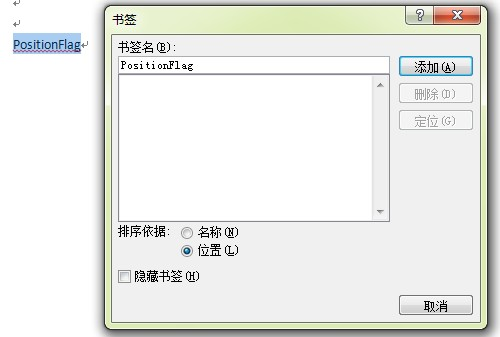 书签
书签名(B):
PositionFlag
PositionFlag
添加(A)
删除(D)
定位(G)
排序依据: 名称(N)
位置(L)
隐藏书签(H)
取消